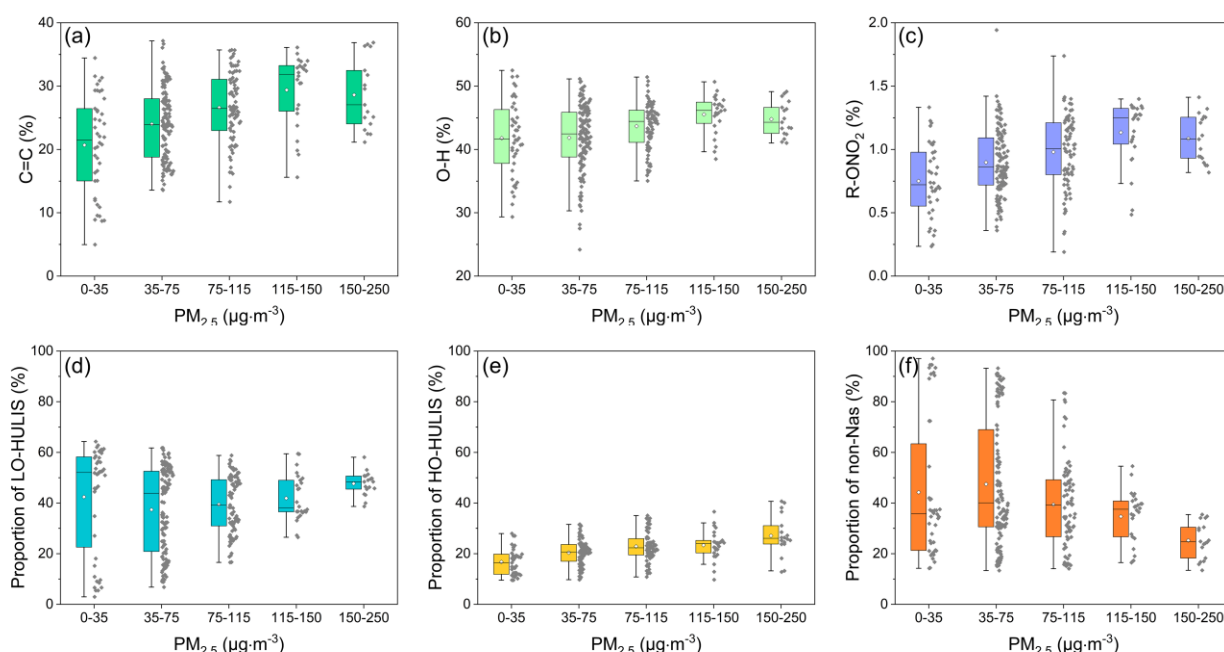 (a)
C=C (%)
40
30
20
10
0
0-35 35-75 75-115 115-150 150-250
PM2.5 (µg·m⁻³)
(b)
O-H (%)
60
50
40
30
20
0-35 35-75 75-115 115-150 150-250
PM2.5 (µg·m⁻³)
(c)
R-ONO2 (%)
2.0
1.5
1.0
0.5
0.0
0-35 35-75 75-115 115-150 150-250
PM2.5 (µg·m⁻³)
(d)
Proportion of LO-HULIS (%)
100
80
60
40
20
0
0-35 35-75 75-115 115-150 150-250
PM2.5 (µg·m⁻³)
(e)
Proportion of HO-HULIS (%)
100
80
60
40
20
0
0-35 35-75 75-115 115-150 150-250
PM2.5 (µg·m⁻³)
(f)
Proportion of non-Nas (%)
100
80
60
40
20
0
0-35 35-75 75-115 115-150 150-250
PM2.5 (µg·m⁻³)